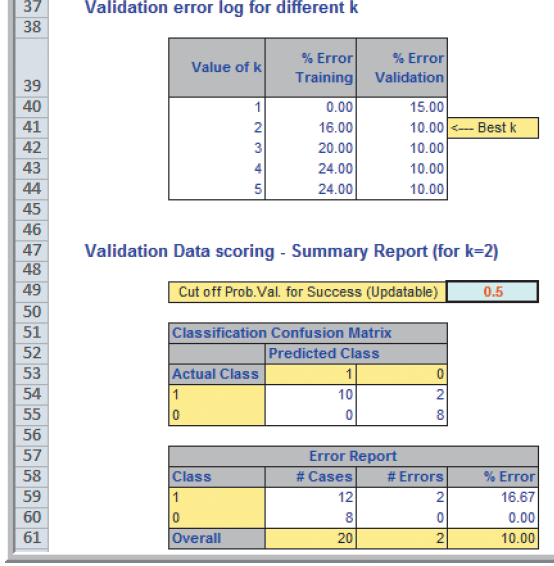 37 Validation error log for different k
38
% Error % Error
Value of k
Training Validation
39
40 1 0.00 15.00
41 2 16.00 10.00 <--- Best k
42 3 20.00 10.00
43 4 24.00 10.00
44 5 24.00 10.00
45
46
47 Validation Data scoring - Summary Report (for k=2)
48
49 Cut off Prob.Val. for Success (Updatable) 0.5
50
51 Classification Confusion Matrix
52 Predicted Class
53 Actual Class 1 0
54 1 10 2
55 0 0 8
56
57 Error Report
58 Class # Cases # Errors % Error
59 1 12 2 16.67
60 0 8 0 0.00
61 Overall 20 2 10.00